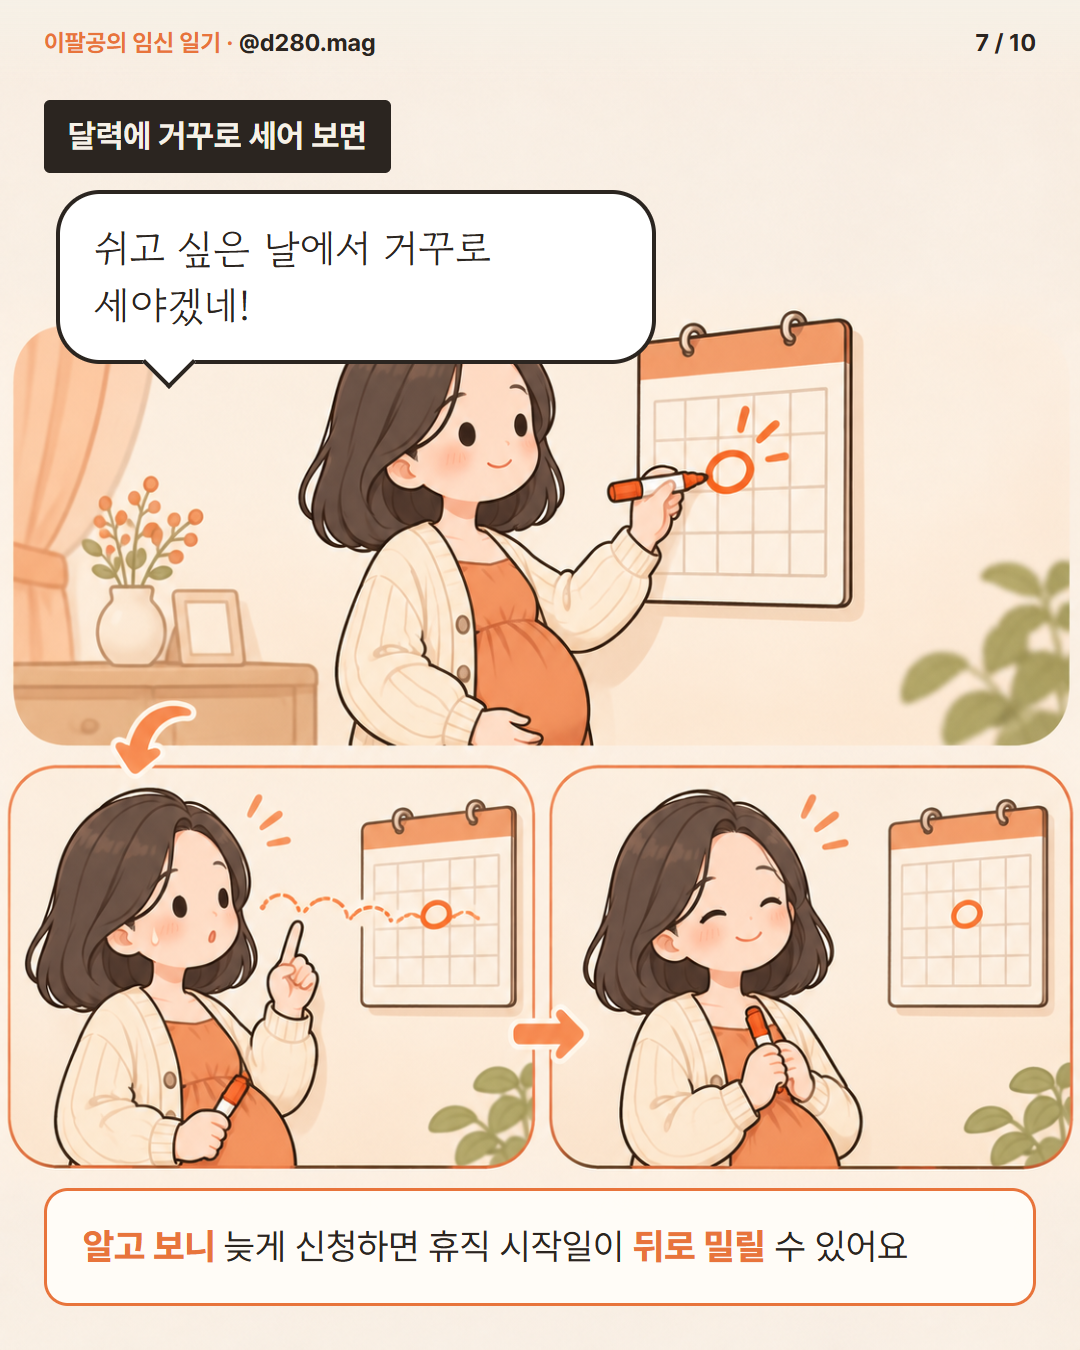 이팔공의 임신 일기 · @d280.mag
7 / 10
달력에 거꾸로 세어 보면
쉬고 싶은 날에서 거꾸로
세야겠네!
알고 보니 늦게 신청하면 휴직 시작일이 뒤로 밀릴 수 있어요